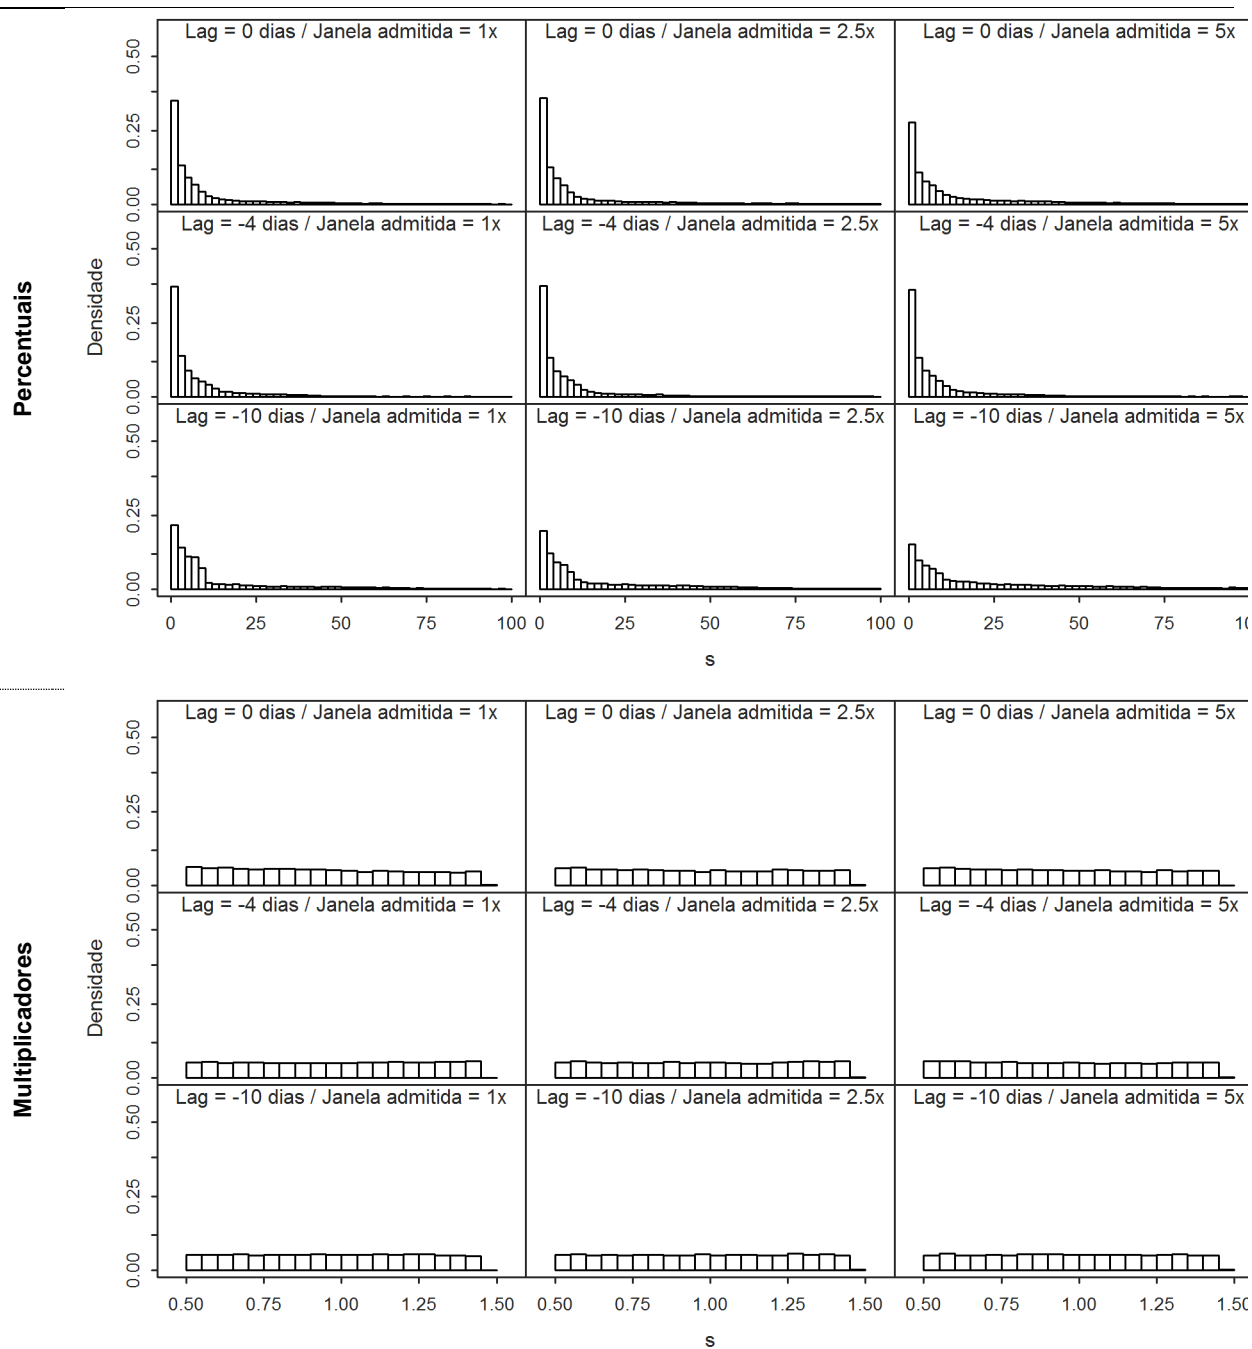 Percentuais
Densidade
Lag = 0 dias / Janela admitida = 1x
Lag = 0 dias / Janela admitida = 2.5x
Lag = 0 dias / Janela admitida = 5x
0.50
0.25
0.00
Lag = -4 dias / Janela admitida = 1x
Lag = -4 dias / Janela admitida = 2.5x
Lag = -4 dias / Janela admitida = 5x
0.50
0.25
0.00
Lag = -10 dias / Janela admitida = 1x
Lag = -10 dias / Janela admitida = 2.5x
Lag = -10 dias / Janela admitida = 5x
0.50
0.25
0.00
0 25 50 75 100 0 25 50 75 100 0 25 50 75
s
Multiplicadores
Densidade
Lag = 0 dias / Janela admitida = 1x
Lag = 0 dias / Janela admitida = 2.5x
Lag = 0 dias / Janela admitida = 5x
0.50
0.25
0.00
Lag = -4 dias / Janela admitida = 1x
Lag = -4 dias / Janela admitida = 2.5x
Lag = -4 dias / Janela admitida = 5x
0.50
0.25
0.00
Lag = -10 dias / Janela admitida = 1x
Lag = -10 dias / Janela admitida = 2.5x
Lag = -10 dias / Janela admitida = 5x
0.50
0.25
0.00
0.50 0.75 1.00 1.25 1.50 0.50 0.75 1.00 1.25 1.50 0.50 0.75 1.00 1.25 1.50
s